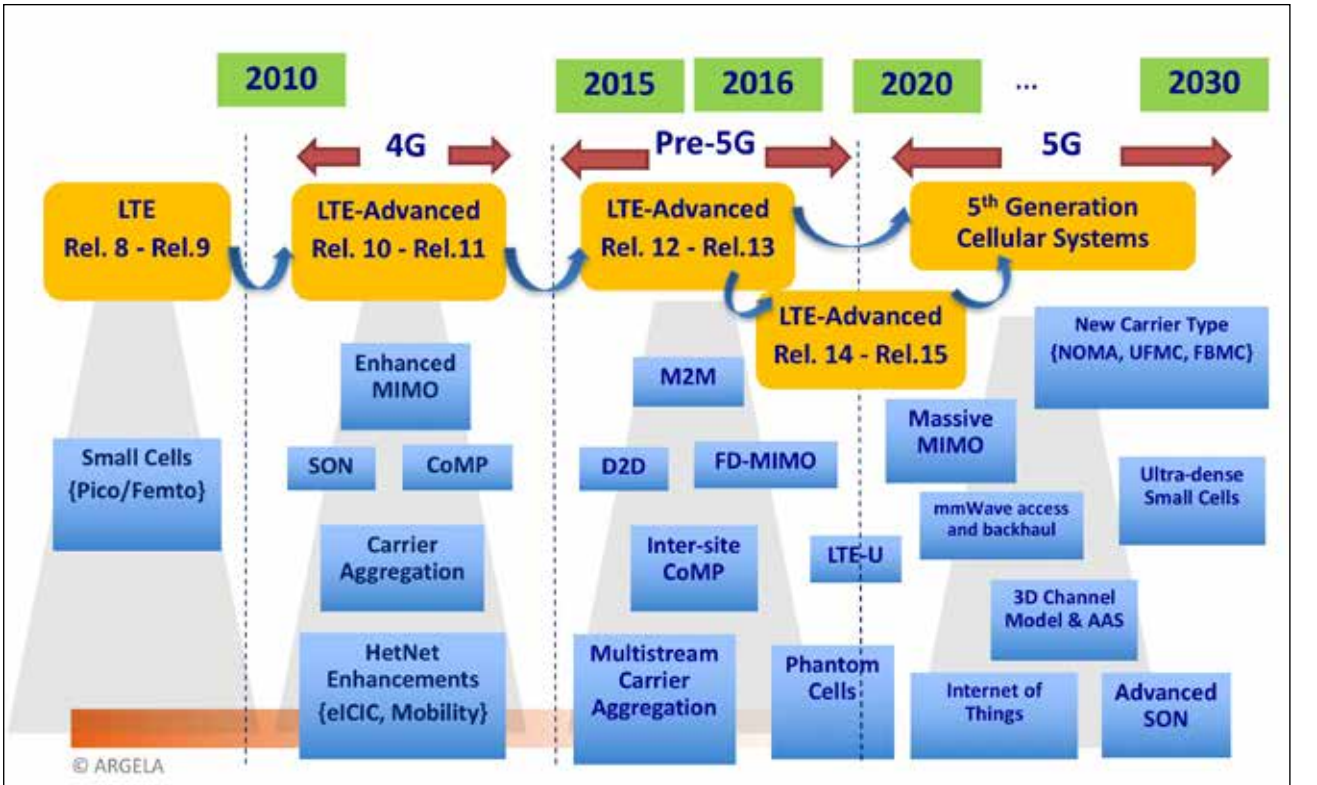 2010
2015
2016
2020
...
2030
4G
Pre-5G
5G
LTE
Rel. 8 - Rel.9
LTE-Advanced
Rel. 10 - Rel.11
LTE-Advanced
Rel. 12 - Rel.13
5th Generation
Cellular Systems
LTE-Advanced
Rel. 14 - Rel.15
Small Cells
{Pico/Femto}
Enhanced
MIMO
SON
CoMP
Carrier
Aggregation
HetNet
Enhancements
{eICIC, Mobility}
M2M
D2D
FD-MIMO
Inter-site
CoMP
LTE-U
Multistream
Carrier
Aggregation
Phantom
Cells
New Carrier Type
{NOMA, UFMC, FBMC}
Massive
MIMO
Ultra-dense
Small Cells
mmWave access
and backhaul
3D Channel
Model & AAS
Internet of
Things
Advanced
SON
© ARGELA